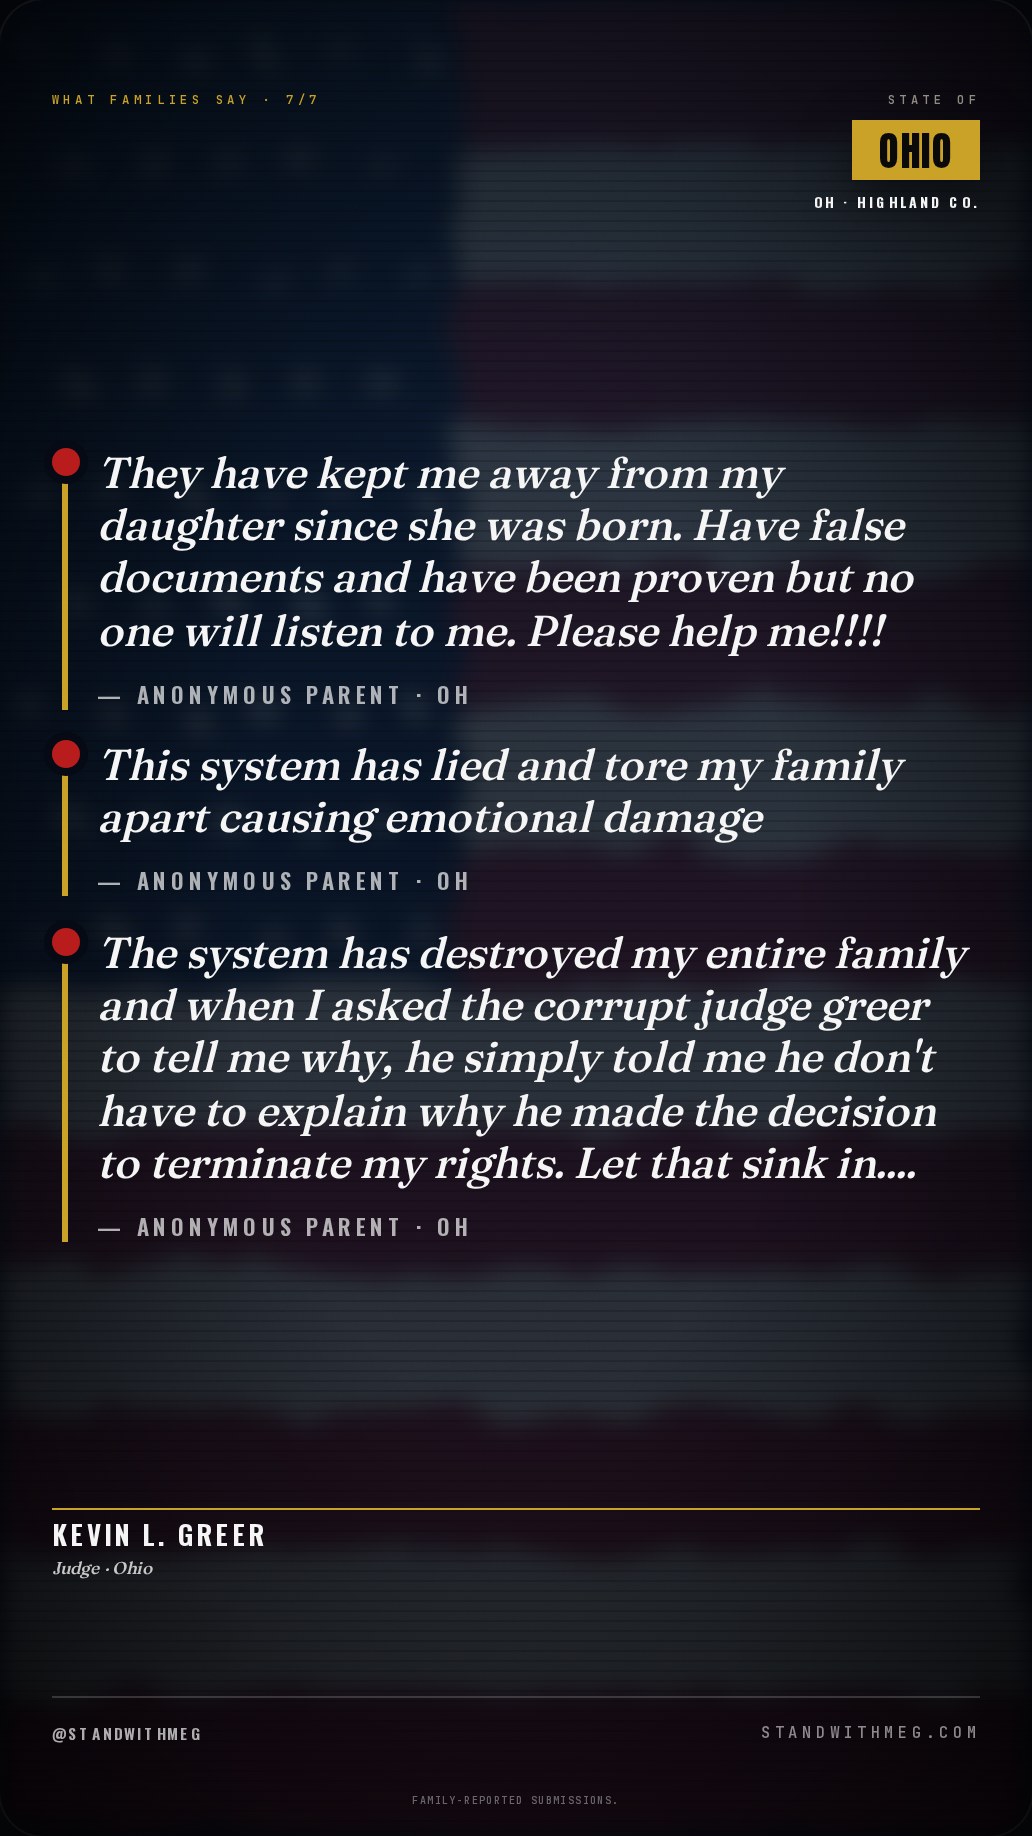 WHAT FAMILIES SAY · 7/7
STATE OF
OHIO
OH · HIGHLAND CO.
They have kept me away from my
daughter since she was born. Have false
documents and have been proven but no
one will listen to me. Please help me!!!!
— ANONYMOUS PARENT · OH
This system has lied and tore my family
apart causing emotional damage
— ANONYMOUS PARENT · OH
The system has destroyed my entire family
and when I asked the corrupt judge greer
to tell me why, he simply told me he don't
have to explain why he made the decision
to terminate my rights. Let that sink in....
— ANONYMOUS PARENT · OH
KEVIN L. GREER
Judge · Ohio
@STANDWITHMEG
STANDWITHMEG.COM
FAMILY-REPORTED SUBMISSIONS.